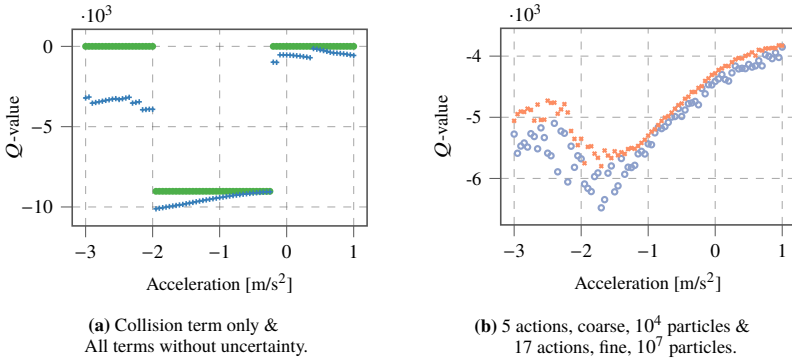 ·10³
0
−5
−10
Q-value
−3
−2
−1
0
1
Acceleration [m/s²]
(a) Collision term only &
All terms without uncertainty.
·10³
-4
-5
-6
Q-value
−3
−2
−1
0
1
Acceleration [m/s²]
(b) 5 actions, coarse, 10⁴ particles &
17 actions, fine, 10⁷ particles.